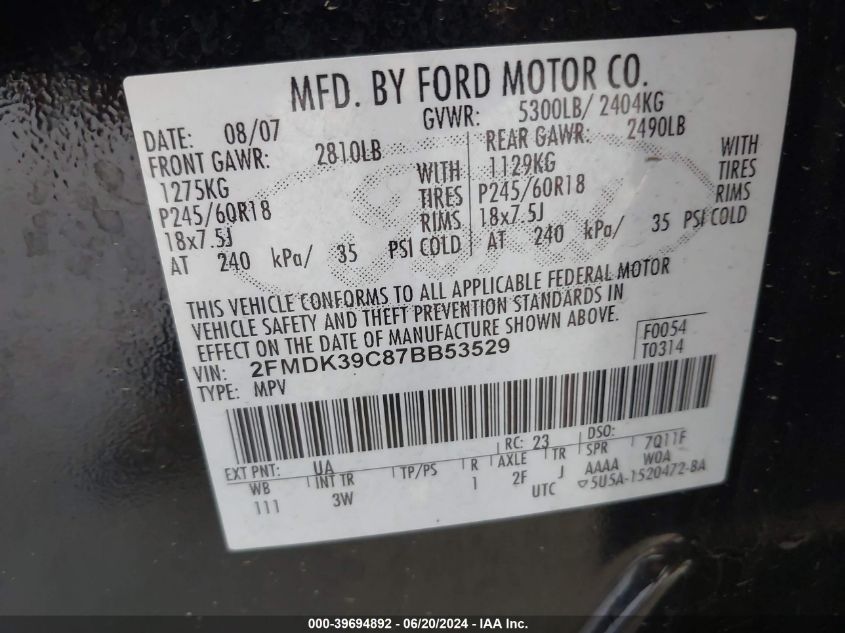 MFD. BY FORD MOTOR CO.
DATE: 08/07 GVWR: 5300LB/ 2404KG
FRONT GAWR: 2810LB REAR GAWR: 2490LB
1275KG WITH 1129KG WITH
P245/60R18 TIRES P245/60R18 TIRES
18x7.5J RIMS 18x7.5J RIMS
AT 240 kPa/ 35 PSI COLD AT 240 kPa/ 35 PSI COLD
THIS VEHICLE CONFORMS TO ALL APPLICABLE FEDERAL MOTOR
VEHICLE SAFETY AND THEFT PREVENTION STANDARDS IN
EFFECT ON THE DATE OF MANUFACTURE SHOWN ABOVE.
VIN: 2FMDK39C87BB53529 F0054
TYPE: MPV T0314
EXT PNT: UA RC: 23 DSO:
WB INT TR TP/PS R AXLE TR SPR 7Q11F
111 3W 1 2F J AAAA W0A
UTC ▽5U5A-1520472-BA
000-39694892 - 06/20/2024 - IAA Inc.